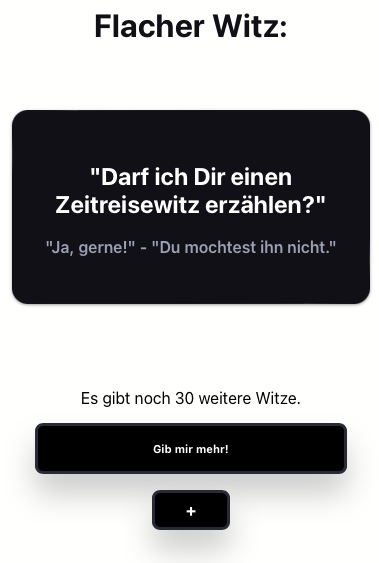 Flacher Witz:
"Darf ich Dir einen
Zeitreisewitz erzählen?"
"Ja, gerne!" - "Du mochtest ihn nicht."
Es gibt noch 30 weitere Witze.
Gib mir mehr!
+